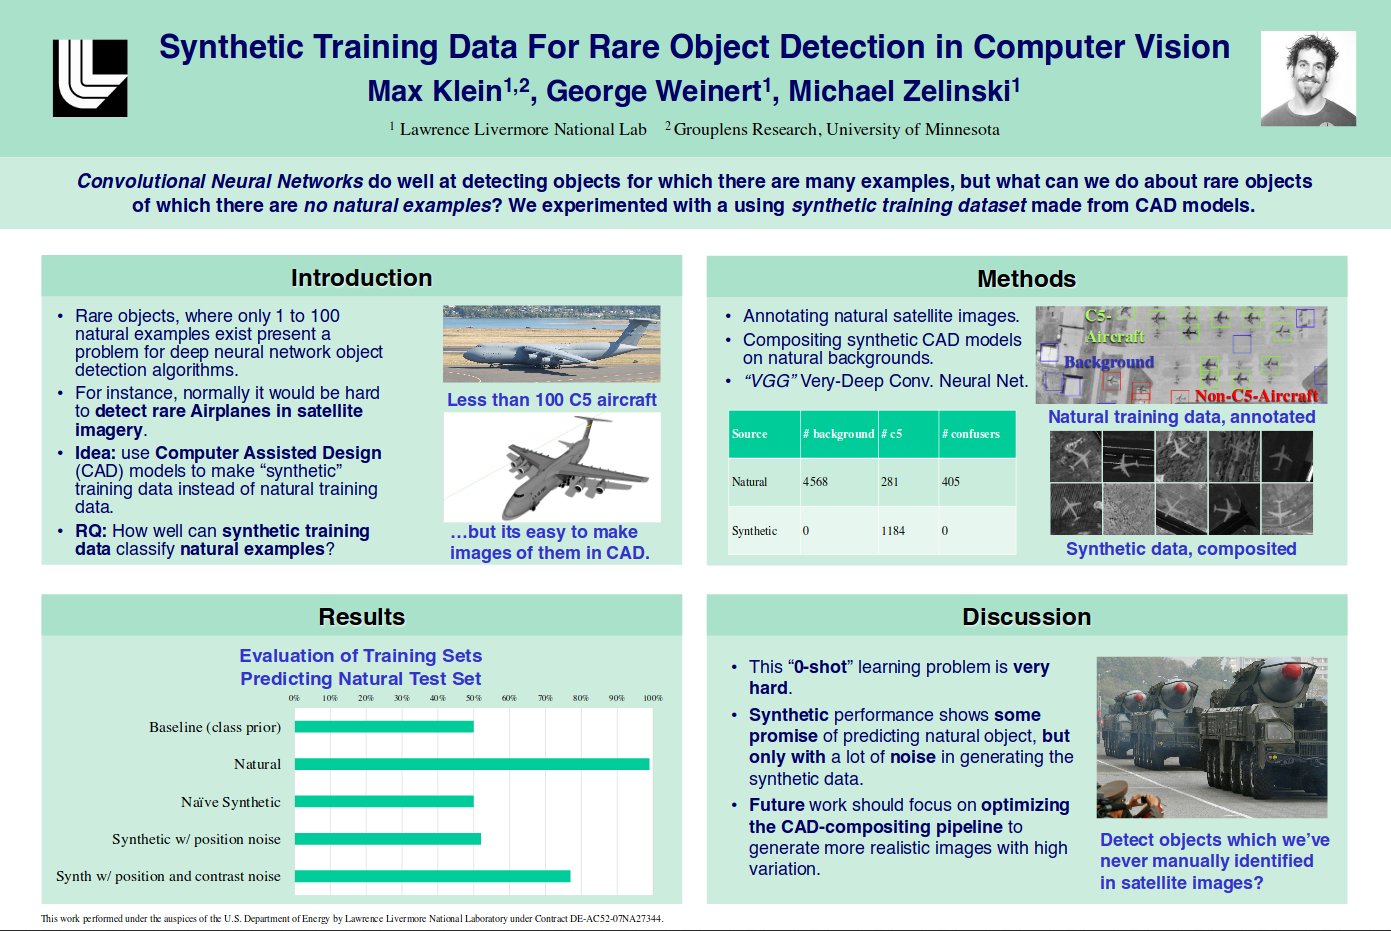 Synthetic Training Data For Rare Object Detection in Computer Vision
Max Klein1,2, George Weinert1, Michael Zelinski1
1 Lawrence Livermore National Lab 2 Grouplens Research, University of Minnesota
Convolutional Neural Networks do well at detecting objects for which there are many examples, but what can we do about rare objects
of which there are no natural examples? We experimented with a using synthetic training dataset made from CAD models.
Introduction
• Rare objects, where only 1 to 100
natural examples exist present a
problem for deep neural network object
detection algorithms.
• For instance, normally it would be hard
to detect rare Airplanes in satellite
imagery.
• Idea: use Computer Assisted Design
(CAD) models to make “synthetic”
training data instead of natural training
data.
• RQ: How well can synthetic training
data classify natural examples?
Less than 100 C5 aircraft
…but its easy to make
images of them in CAD.
Methods
• Annotating natural satellite images.
• Compositing synthetic CAD models
on natural backgrounds.
• “VGG” Very-Deep Conv. Neural Net.
Source # background # c5 # confusers
Natural 4568 281 405
Synthetic 0 1184 0
C5-
Aircraft
Background
Non-C5-Aircraft
Natural training data, annotated
Synthetic data, composited
Results
Evaluation of Training Sets
Predicting Natural Test Set
0% 10% 20% 30% 40% 50% 60% 70% 80% 90% 100%
Baseline (class prior)
Natural
Naïve Synthetic
Synthetic w/ position noise
Synth w/ position and contrast noise
Discussion
• This “0-shot” learning problem is very
hard.
• Synthetic performance shows some
promise of predicting natural object, but
only with a lot of noise in generating the
synthetic data.
• Future work should focus on optimizing
the CAD-compositing pipeline to
generate more realistic images with high
variation.
Detect objects which we’ve
never manually identified
in satellite images?
This work performed under the auspices of the U.S. Department of Energy by Lawrence Livermore National Laboratory under Contract DE-AC52-07NA27344.